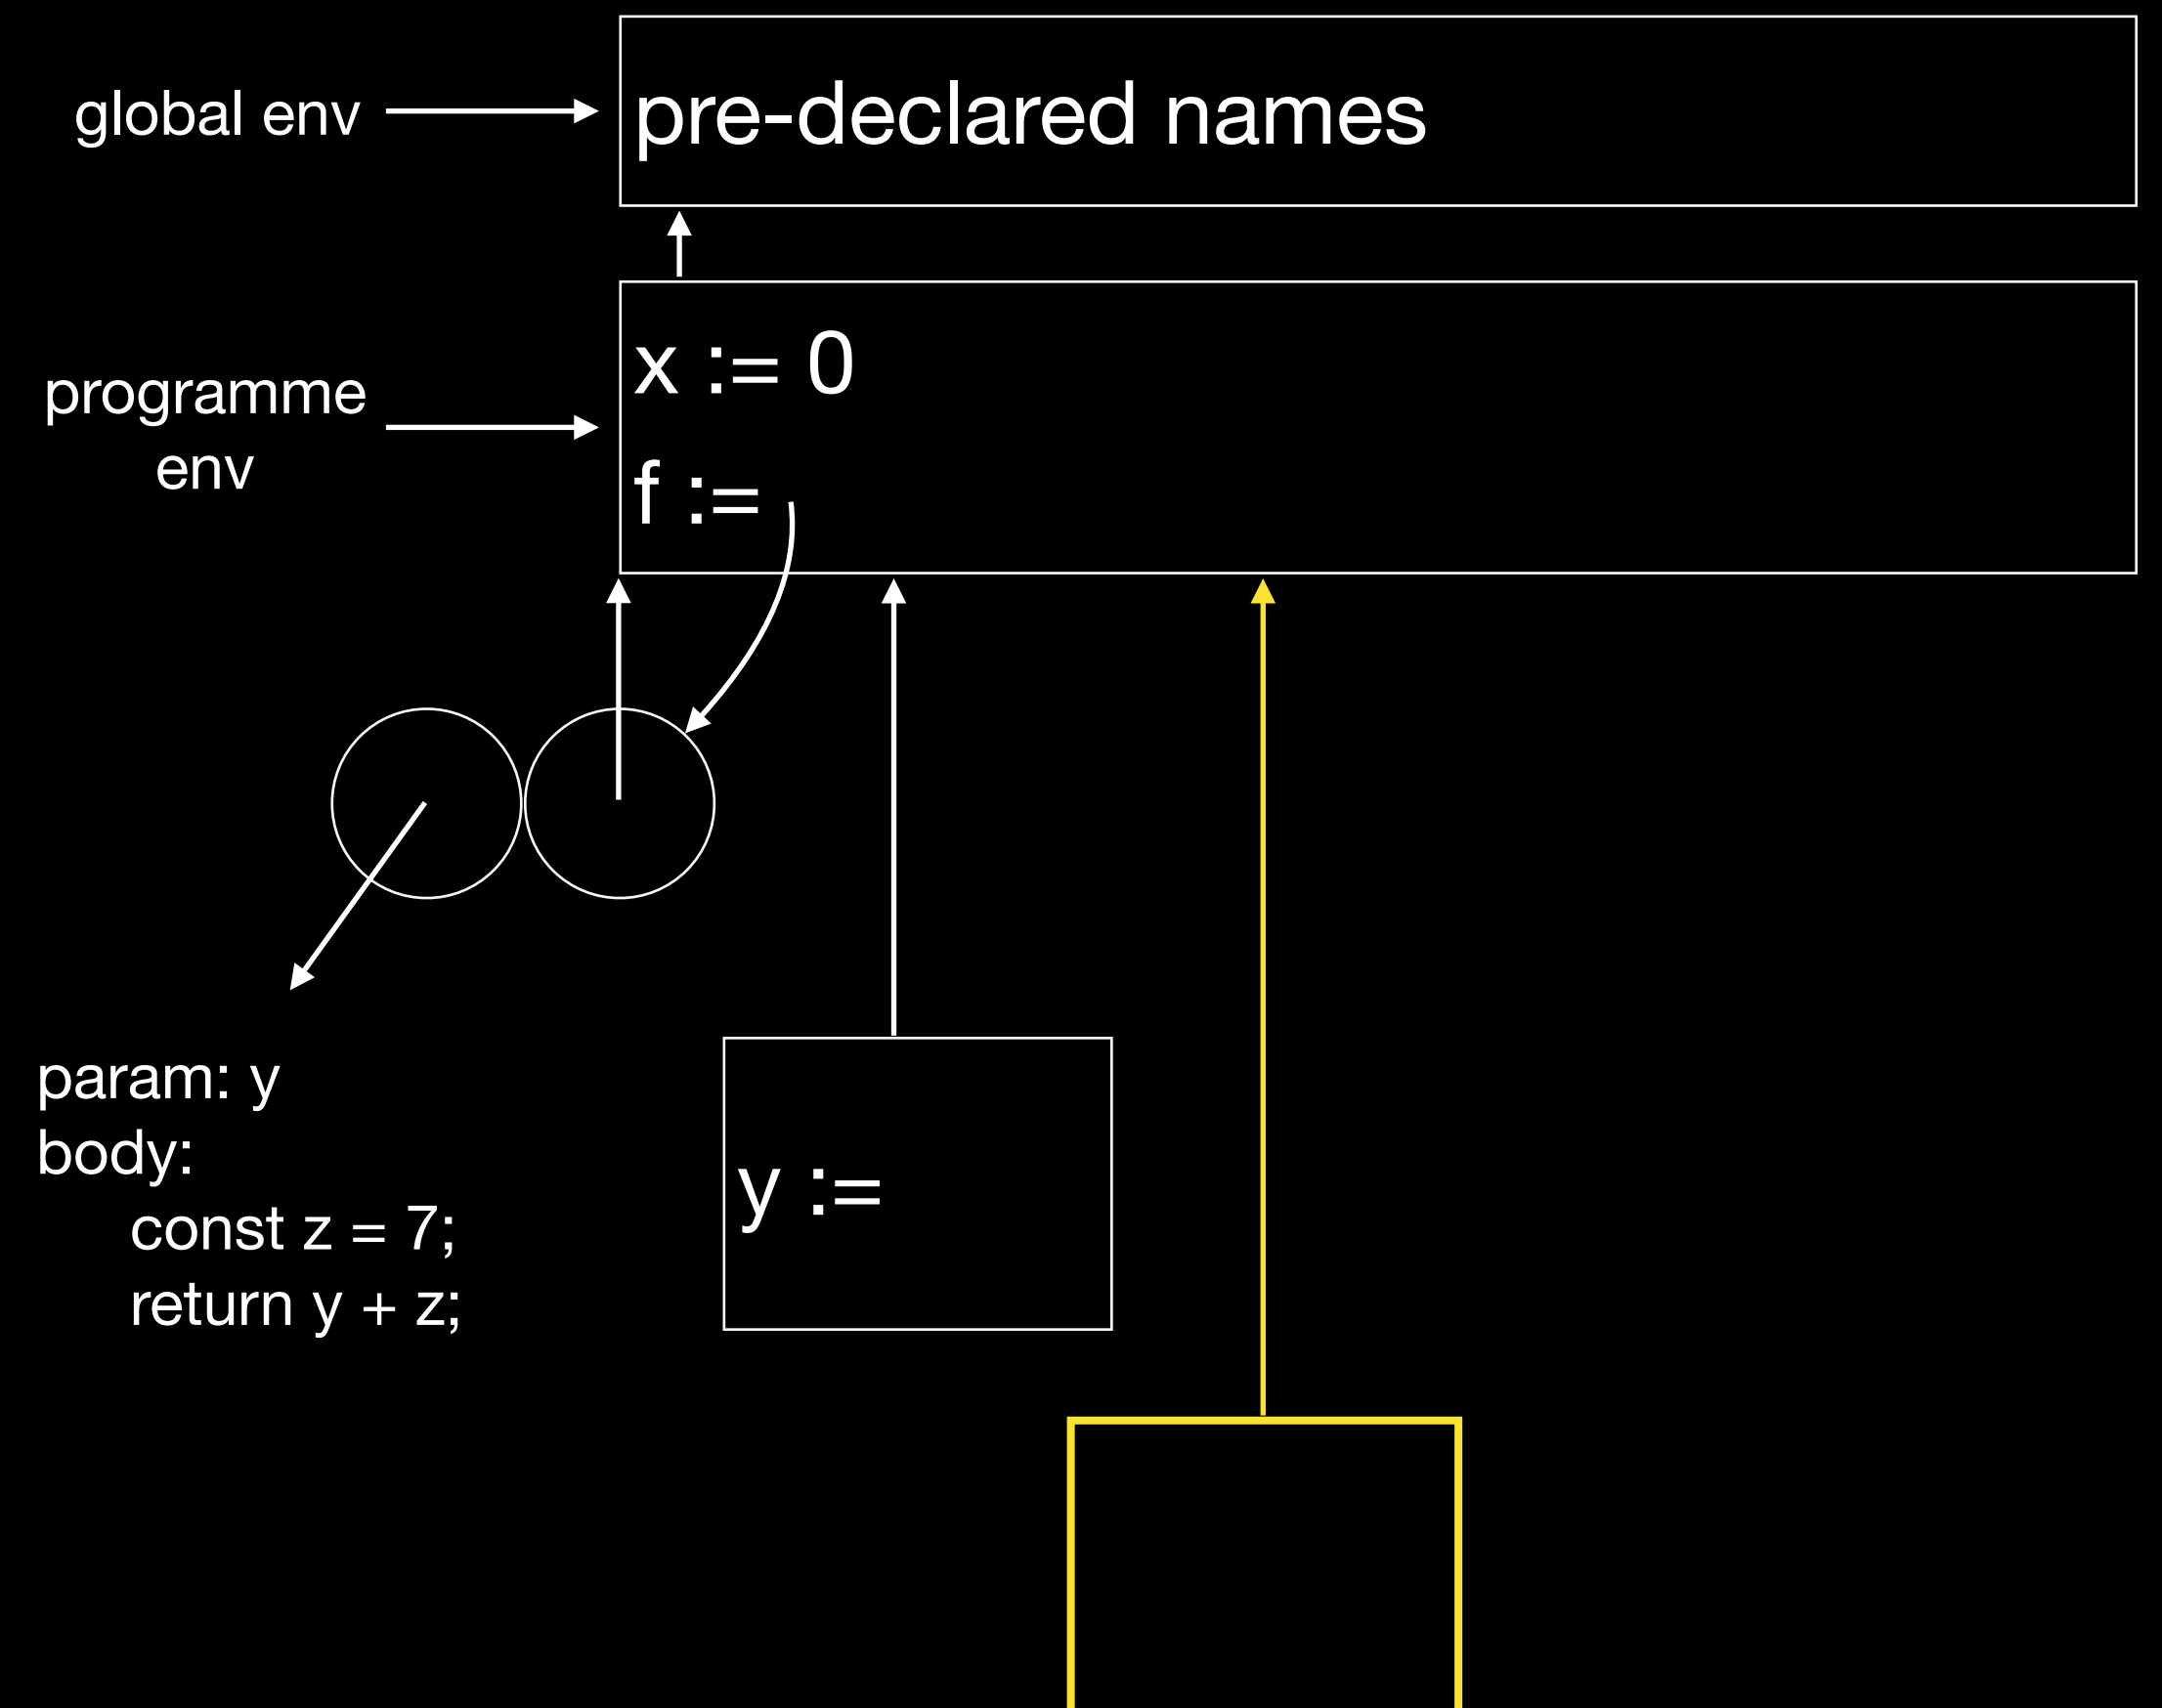 global env
pre-declared names
programme
env
x := 0
f :=
param: y
body:
const z = 7;
return y + z;
y :=